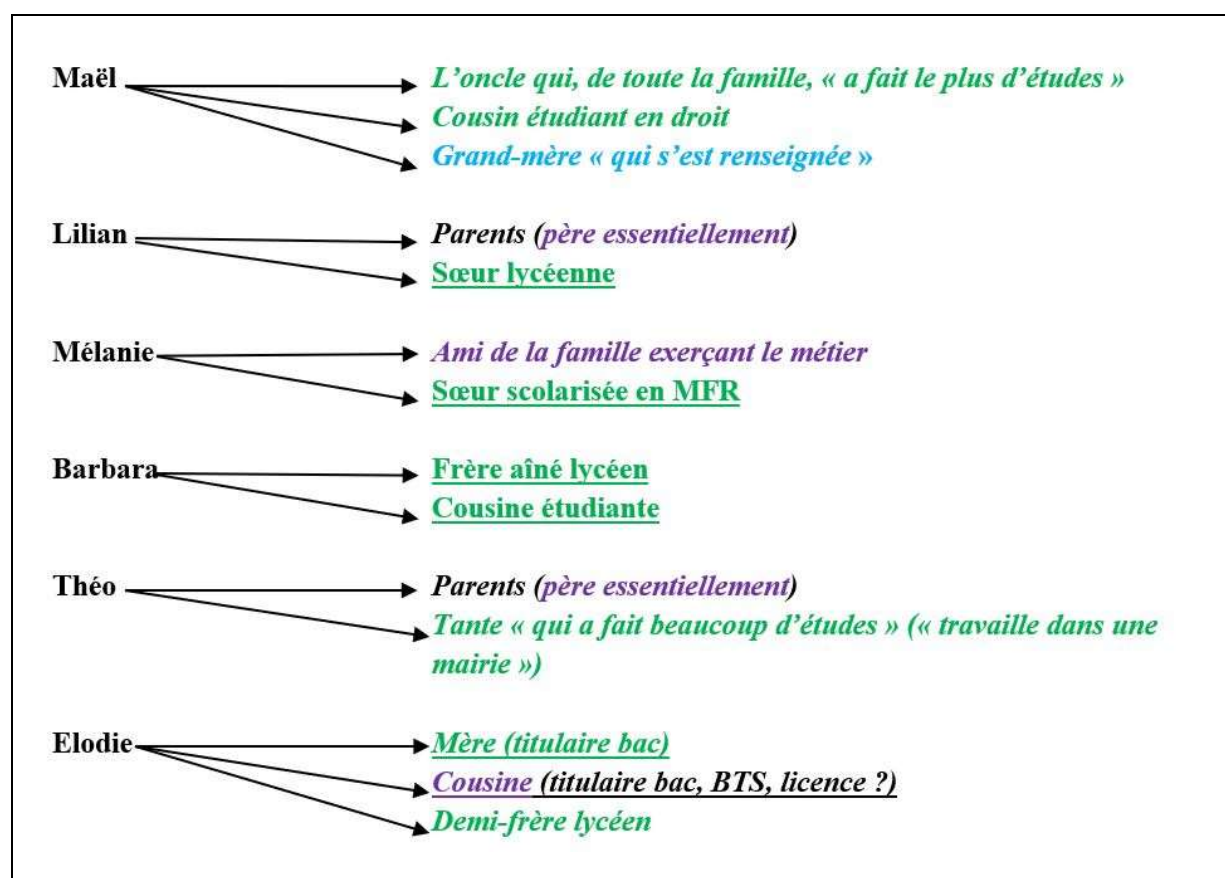 Maël
L'oncle qui, de toute la famille, « a fait le plus d'études »
Cousin étudiant en droit
Grand-mère « qui s'est renseignée »
Lilian
Parents (père essentiellement)
Sœur lycéenne
Mélanie
Ami de la famille exerçant le métier
Sœur scolarisée en MFR
Barbara
Frère aîné lycéen
Cousine étudiante
Théo
Parents (père essentiellement)
Tante « qui a fait beaucoup d'études » (« travaille dans une
mairie »)
Elodie
Mère (titulaire bac)
Cousine (titulaire bac, BTS, licence ?)
Demi-frère lycéen